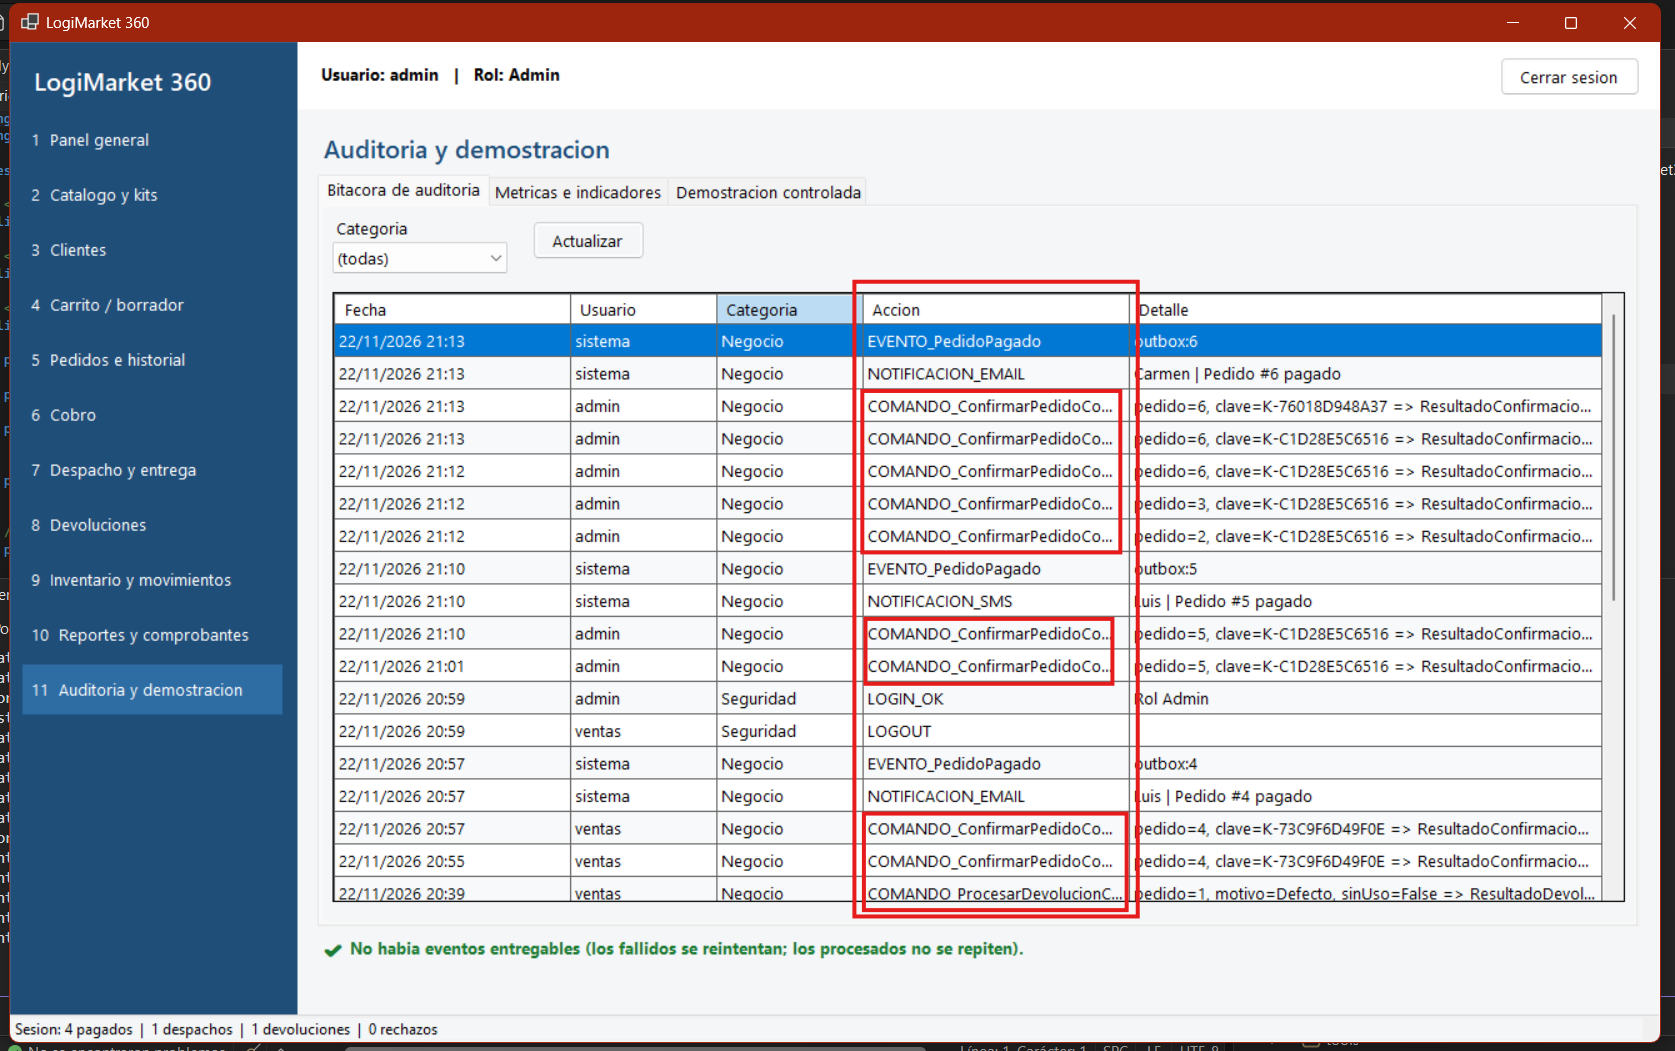 LogiMarket 360
LogiMarket 360
Usuario: admin | Rol: Admin
Cerrar sesion
1 Panel general
2 Catalogo y kits
3 Clientes
4 Carrito / borrador
5 Pedidos e historial
6 Cobro
7 Despacho y entrega
8 Devoluciones
9 Inventario y movimientos
10 Reportes y comprobantes
11 Auditoria y demostracion
Auditoria y demostracion
Bitacora de auditoria Metricas e indicadores Demostracion controlada
Categoria
(todas) Actualizar
Fecha Usuario Categoria Accion Detalle
22/11/2026 21:13 sistema Negocio EVENTO_PedidoPagado outbox:6
22/11/2026 21:13 sistema Negocio NOTIFICACION_EMAIL Carmen | Pedido #6 pagado
22/11/2026 21:13 admin Negocio COMANDO_ConfirmarPedidoCo... pedido=6, clave=K-76018D948A37 => ResultadoConfirmacio...
22/11/2026 21:13 admin Negocio COMANDO_ConfirmarPedidoCo... pedido=6, clave=K-C1D28E5C6516 => ResultadoConfirmacio...
22/11/2026 21:12 admin Negocio COMANDO_ConfirmarPedidoCo... pedido=6, clave=K-C1D28E5C6516 => ResultadoConfirmacio...
22/11/2026 21:12 admin Negocio COMANDO_ConfirmarPedidoCo... pedido=3, clave=K-C1D28E5C6516 => ResultadoConfirmacio...
22/11/2026 21:12 admin Negocio COMANDO_ConfirmarPedidoCo... pedido=2, clave=K-C1D28E5C6516 => ResultadoConfirmacio...
22/11/2026 21:10 sistema Negocio EVENTO_PedidoPagado outbox:5
22/11/2026 21:10 sistema Negocio NOTIFICACION_SMS Luis | Pedido #5 pagado
22/11/2026 21:10 admin Negocio COMANDO_ConfirmarPedidoCo... pedido=5, clave=K-C1D28E5C6516 => ResultadoConfirmacio...
22/11/2026 21:01 admin Negocio COMANDO_ConfirmarPedidoCo... pedido=5, clave=K-C1D28E5C6516 => ResultadoConfirmacio...
22/11/2026 20:59 admin Seguridad LOGIN_OK Rol Admin
22/11/2026 20:59 ventas Seguridad LOGOUT
22/11/2026 20:57 sistema Negocio EVENTO_PedidoPagado outbox:4
22/11/2026 20:57 sistema Negocio NOTIFICACION_EMAIL Luis | Pedido #4 pagado
22/11/2026 20:57 ventas Negocio COMANDO_ConfirmarPedidoCo... pedido=4, clave=K-73C9F6D49F0E => ResultadoConfirmacio...
22/11/2026 20:55 ventas Negocio COMANDO_ConfirmarPedidoCo... pedido=4, clave=K-73C9F6D49F0E => ResultadoConfirmacio...
22/11/2026 20:39 ventas Negocio COMANDO_ProcesarDevolucionC... pedido=1, motivo=Defecto, sinUso=False => ResultadoDevol...
No habia eventos entregables (los fallidos se reintentan; los procesados no se repiten).
Sesion: 4 pagados | 1 despachos | 1 devoluciones | 0 rechazos